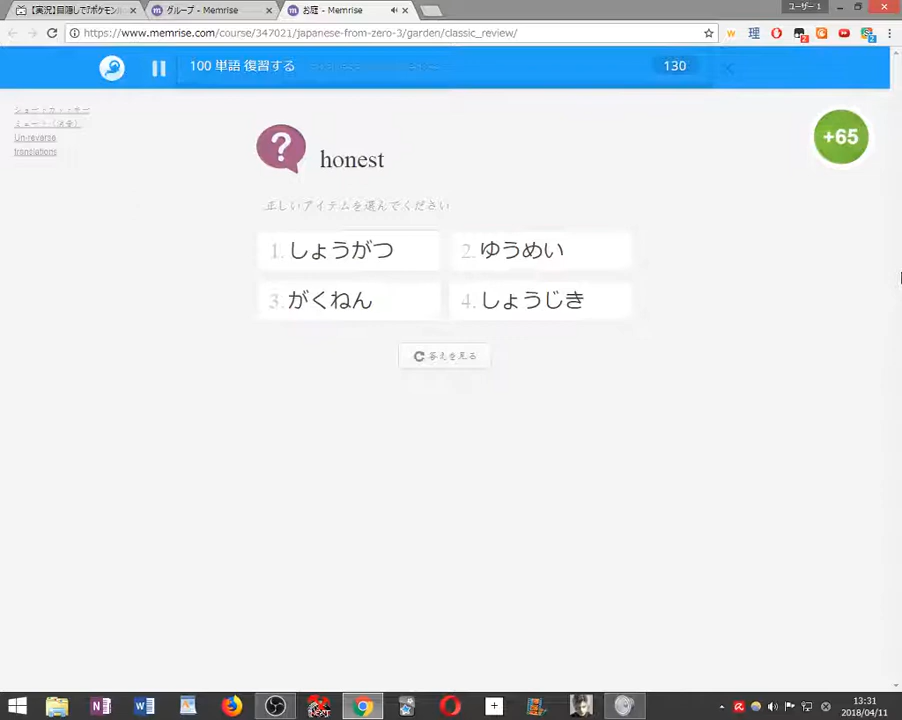 【実況】目隠しで?ポケモン
グループ - Memrise
お庭 - Memrise
ユーザー 1
https://www.memrise.com/course/347021/japanese-from-zero-3/garden/classic_review/
100 単語 復習する
130
Un-reverse
translations
+65
?
honest
正しいアイテムを選んでください
1. しょうがつ
2. ゆうめい
3. がくねん
4. しょうじき
答えを見る
13:31
2018/04/11